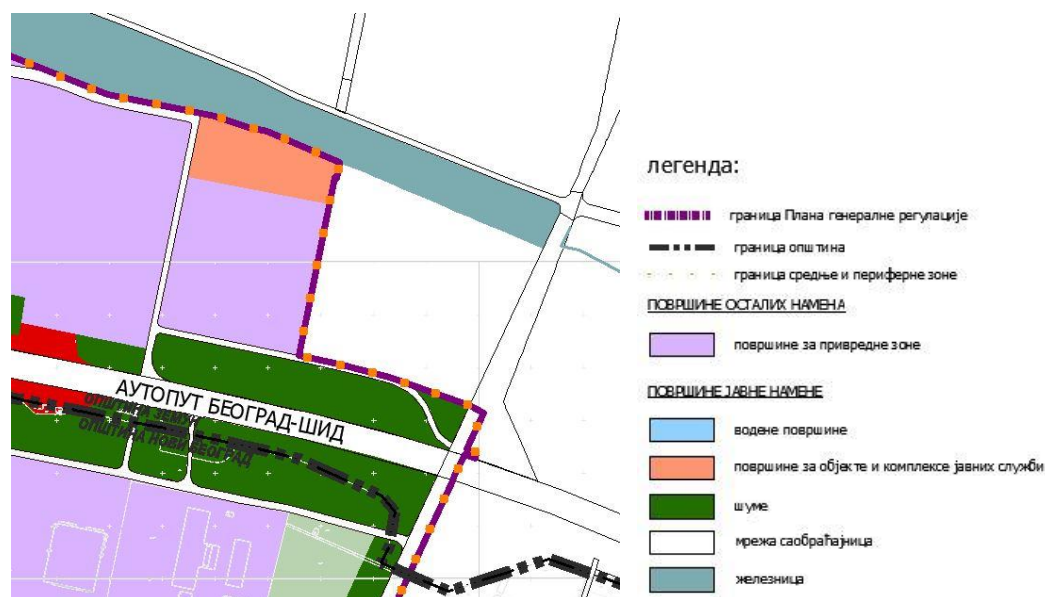 АУТОПУТ БЕОГРАД-ШИД
ОПШТИНА ЗЕМУН
ОПШТИНА НОВИ БЕОГРАД
легенда:
граница Плана генералне регулације
граница општина
граница средње и периферне зоне
ПОВРШИНЕ ОСТАЛИХ НАМЕНА
површине за привредне зоне
ПОВРШИНЕ ЈАВНЕ НАМЕНЕ
водене површине
површине за објекте и комплексе јавних служби
шуме
мрежа саобраћајница
железница